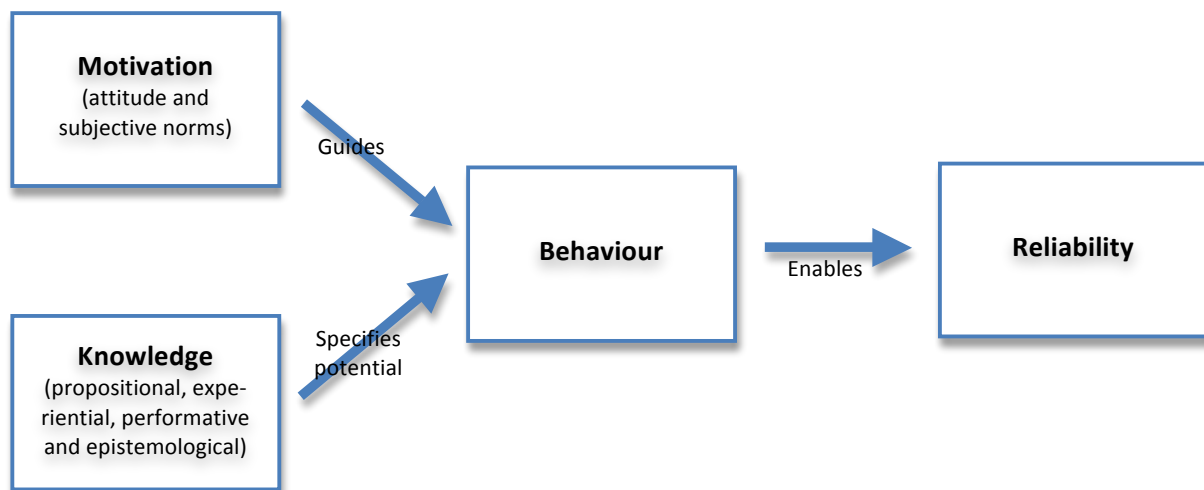 Motivation
(attitude and
subjective norms)
Guides
Knowledge
(propositional, expe-
riential, performative
and epistemological)
Specifies
potential
Behaviour
Enables
Reliability